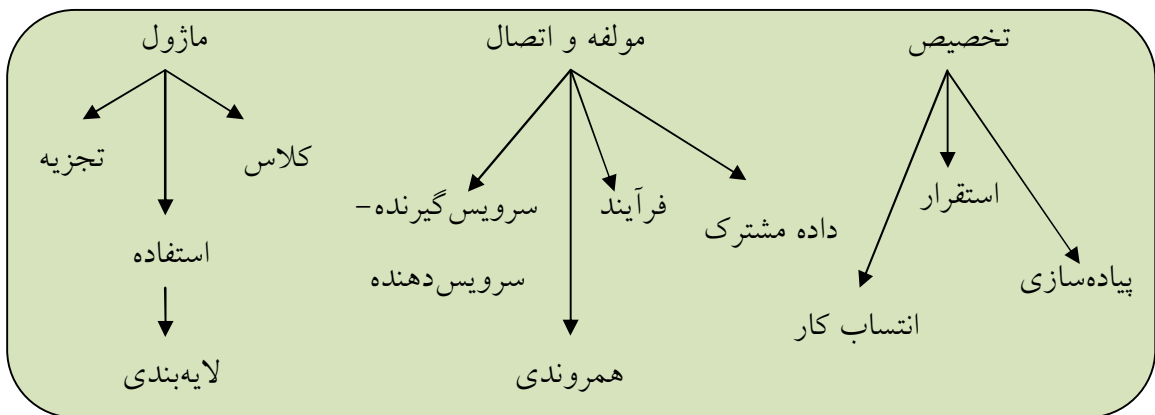 تخصیص
مولفه و اتصال
ماژول
کلاس
تجزیه
استفاده
لایه‌بندی
داده مشترک
فرآیند
سرویس‌گیرنده-
سرویس‌دهنده
همروندی
استقرار
پیاده‌سازی
انتساب کار